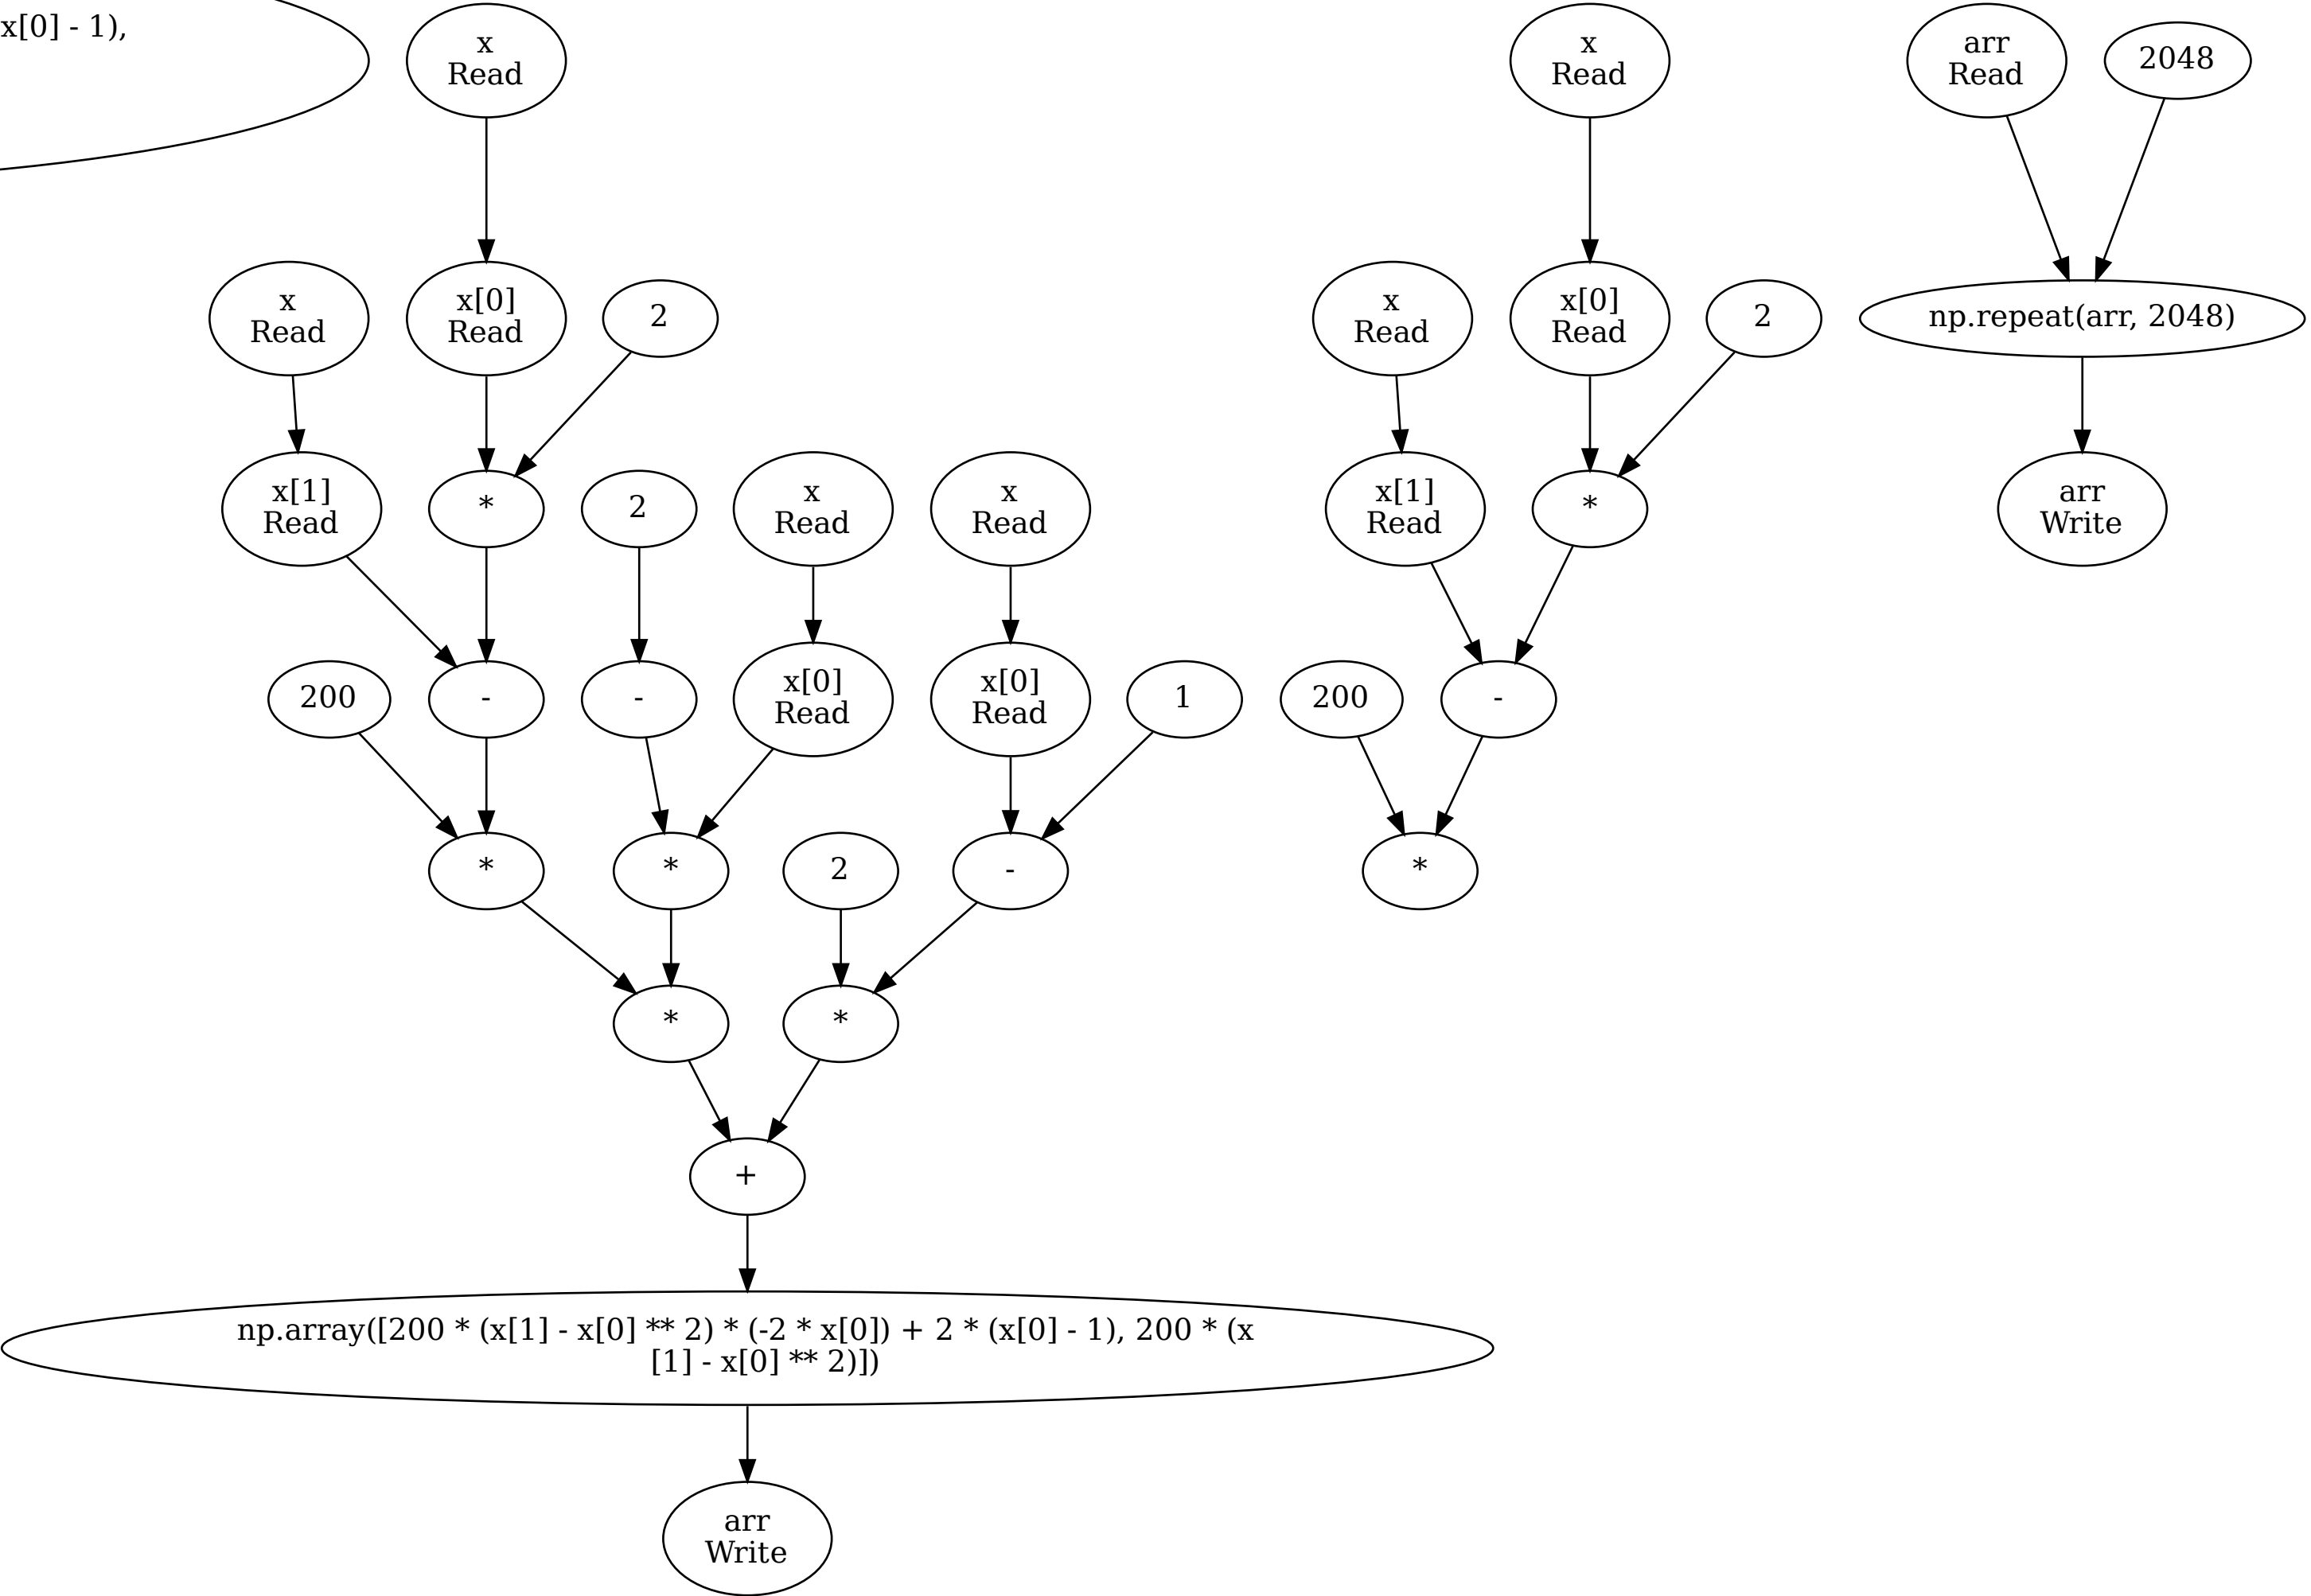 x[0] - 1),
x
Read
x
Read
arr
Read
2048
x
Read
x[0]
Read
2
x
Read
x[0]
Read
2
np.repeat(arr, 2048)
x[1]
Read
*
2
x
Read
x
Read
x[1]
Read
*
arr
Write
200
-
-
x[0]
Read
x[0]
Read
1
200
-
*
*
2
-
*
*
*
+
np.array([200 * (x[1] - x[0] ** 2) * (-2 * x[0]) + 2 * (x[0] - 1), 200 * (x
[1] - x[0] ** 2)])
arr
Write